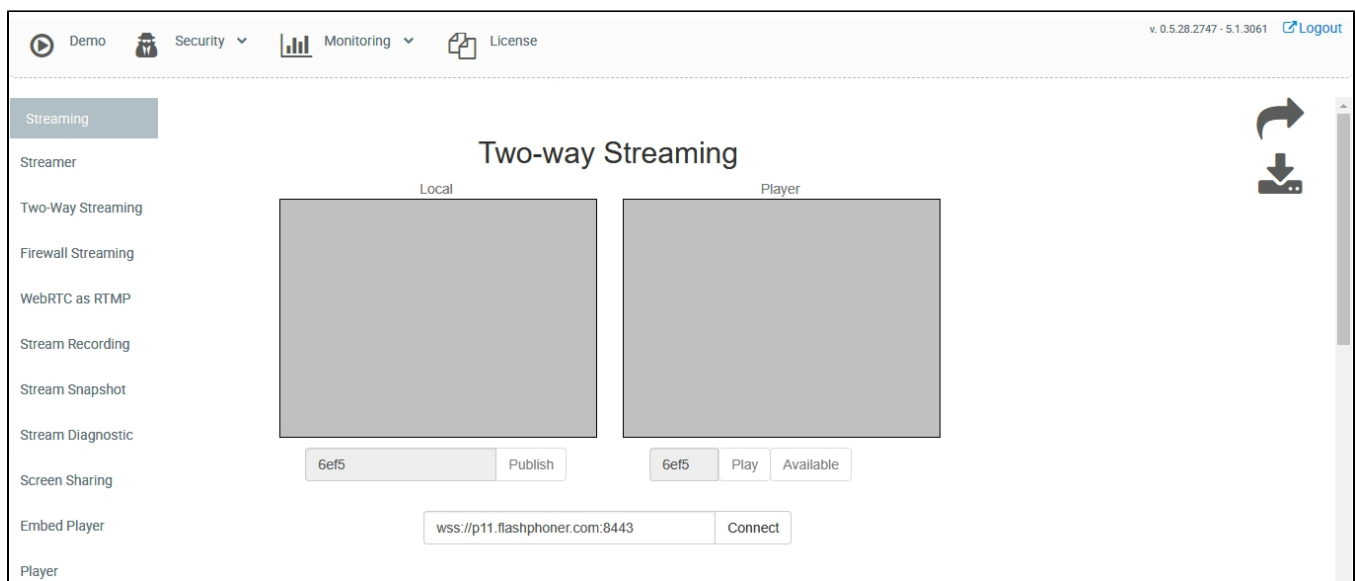 Demo Security Monitoring License v. 0.5.28.2747 - 5.1.3061 Logout
Streaming
Streamer
Two-Way Streaming
Firewall Streaming
WebRTC as RTMP
Stream Recording
Stream Snapshot
Stream Diagnostic
Screen Sharing
Embed Player
Player
Two-way Streaming
Local Player
6ef5 Publish 6ef5 Play Available
wss://p11.flashphoner.com:8443 Connect